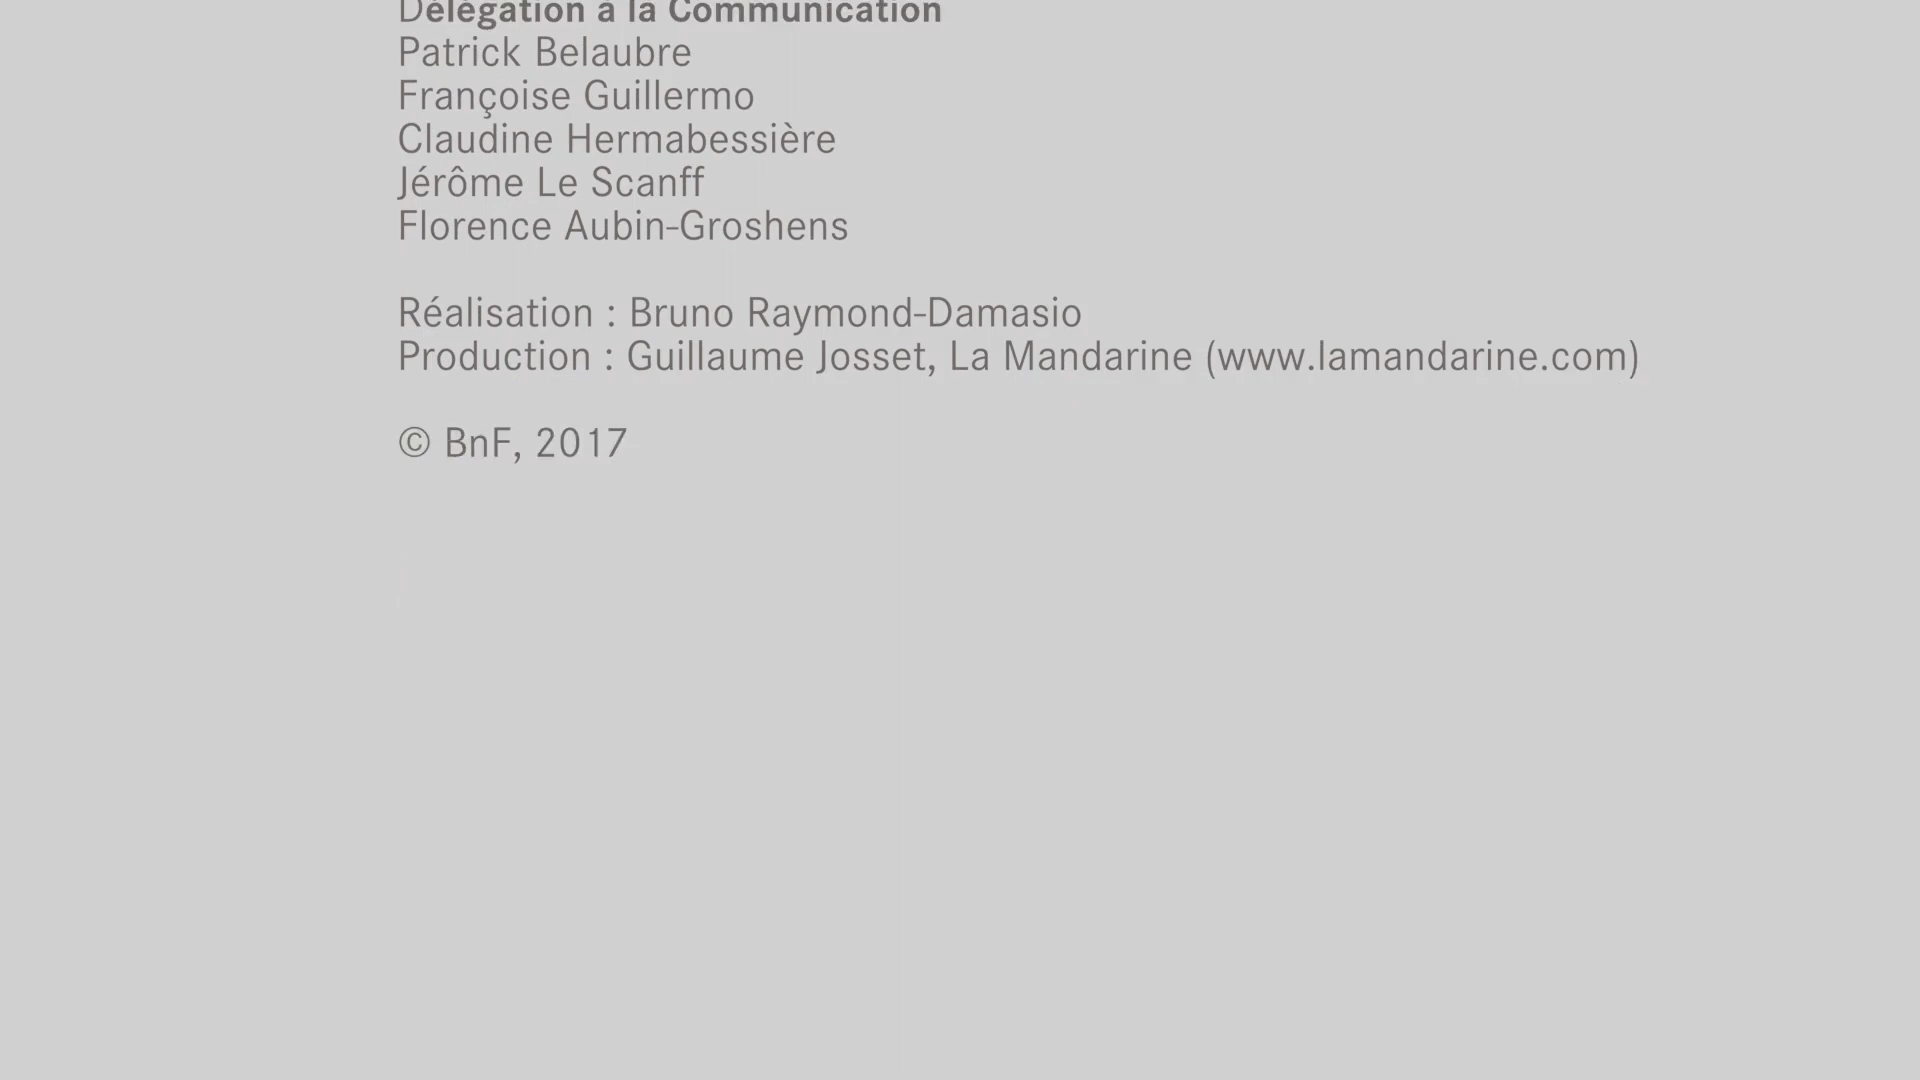 Délégation à la Communication
Patrick Belaubre
Françoise Guillermo
Claudine Hermabessière
Jérôme Le Scanff
Florence Aubin-Groshens
Réalisation : Bruno Raymond-Damasio
Production : Guillaume Josset, La Mandarine (www.lamandarine.com)
© BnF, 2017